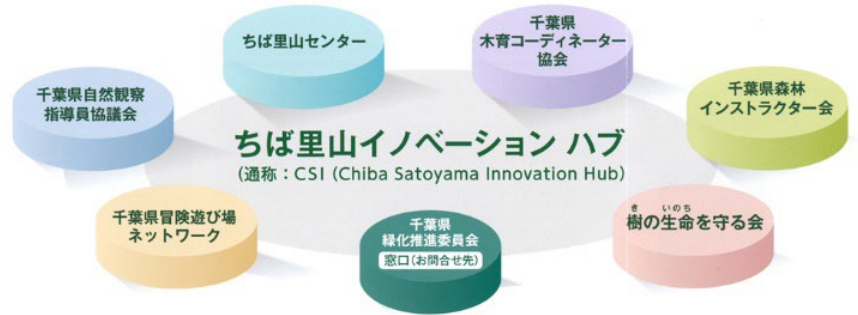 ちば里山センター
千葉県
木育コーディネーター
協会
千葉県自然観察
指導員協議会
千葉県森林
インストラクター会
ちば里山イノベーション ハブ
(通称：CSI (Chiba Satoyama Innovation Hub)
千葉県冒険遊び場
ネットワーク
千葉県
緑化推進委員会
窓口(お問合せ先)
き いのち
樹の生命を守る会